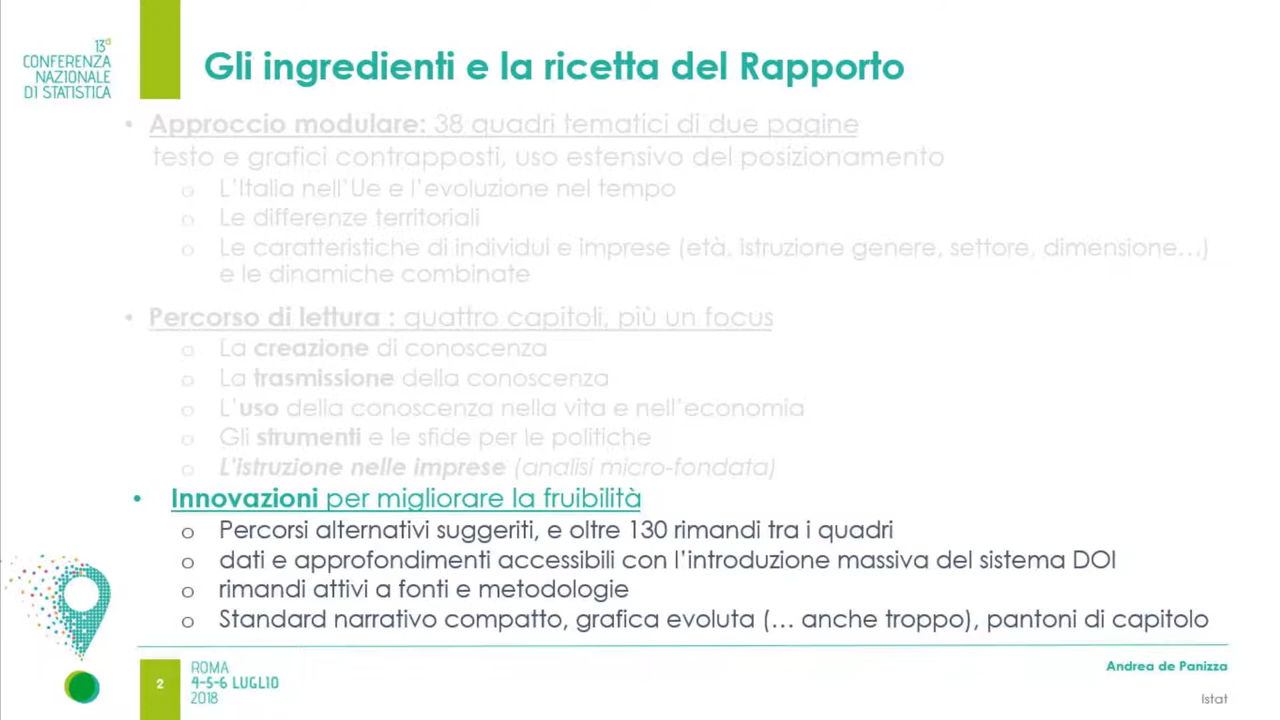 13ª
CONFERENZA
NAZIONALE
DI STATISTICA
Gli ingredienti e la ricetta del Rapporto
• Approccio modulare: 38 quadri tematici di due pagine
testo e grafici contrapposti, uso estensivo del posizionamento
o L'Italia nell'Ue e l'evoluzione nel tempo
o Le differenze territoriali
o Le caratteristiche di individui e imprese (età, istruzione genere, settore, dimensione…)
e le dinamiche combinate
• Percorso di lettura : quattro capitoli, più un focus
o La creazione di conoscenza
o La trasmissione della conoscenza
o L'uso della conoscenza nella vita e nell'economia
o Gli strumenti e le sfide per le politiche
o L'istruzione nelle imprese (analisi micro-fondata)
• Innovazioni per migliorare la fruibilità
o Percorsi alternativi suggeriti, e oltre 130 rimandi tra i quadri
o dati e approfondimenti accessibili con l'introduzione massiva del sistema DOI
o rimandi attivi a fonti e metodologie
o Standard narrativo compatto, grafica evoluta (… anche troppo), pantoni di capitolo
2
ROMA
4-5-6 LUGLIO
2018
Andrea de Panizza
Istat